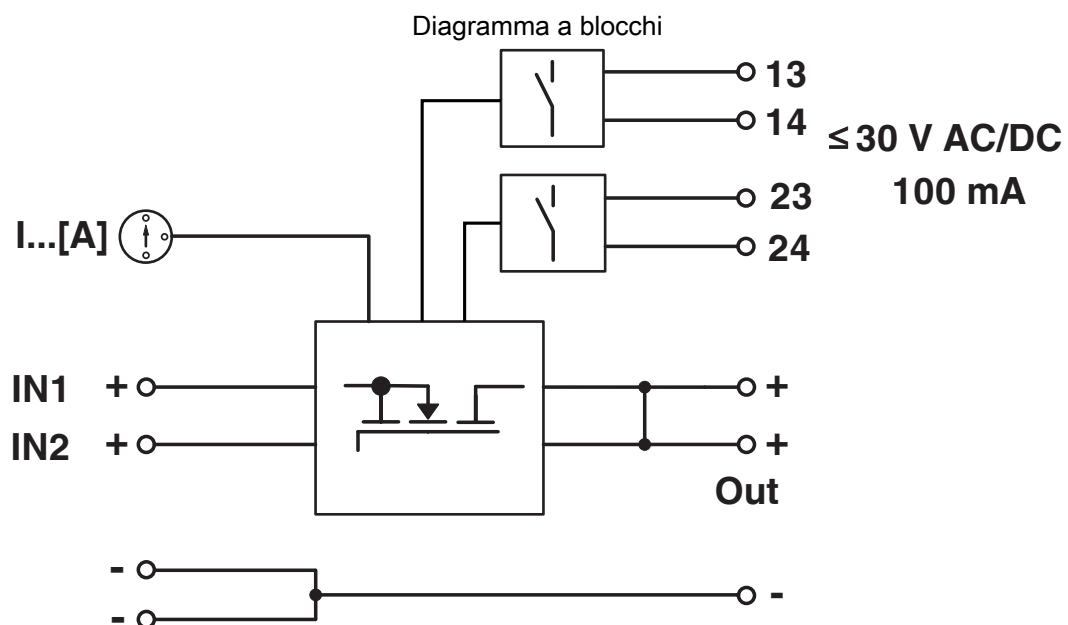 Diagramma a blocchi
13
14
≤ 30 V AC/DC
100 mA
23
24
I...[A]
IN1 +
IN2 +
+
+
Out
-
-
-